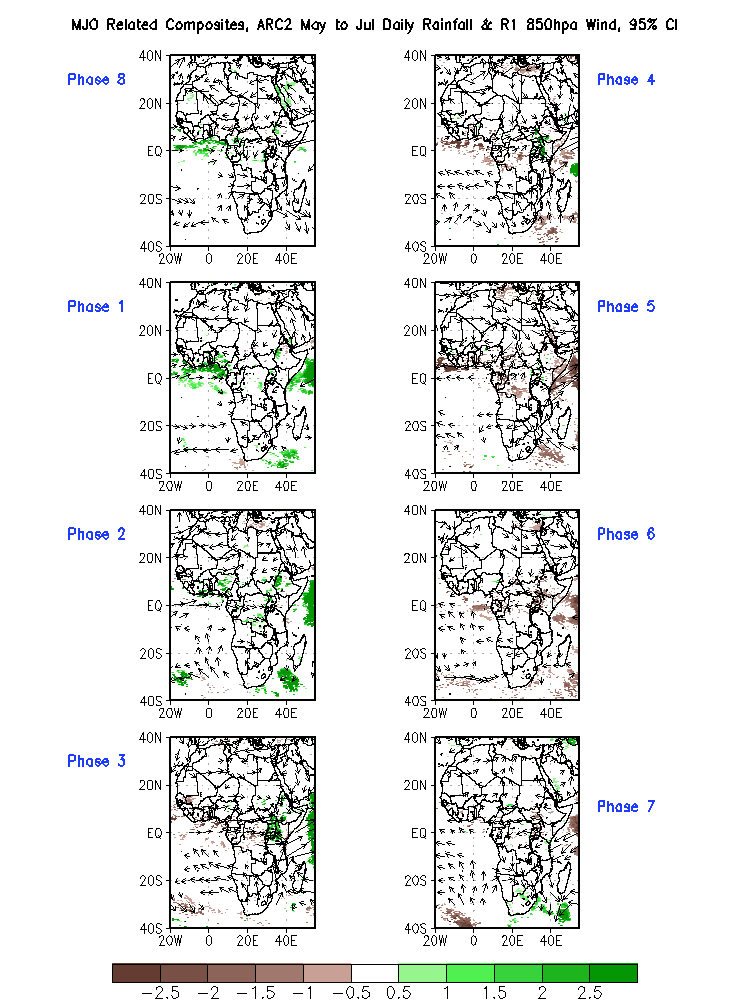 MJO Related Composites, ARC2 May to Jul Daily Rainfall & R1 850hpa Wind, 95% CI
Phase 8
40N
20N
EQ
20S
40S
20W 0 20E 40E
Phase 4
40N
20N
EQ
20S
40S
20W 0 20E 40E
Phase 1
40N
20N
EQ
20S
40S
20W 0 20E 40E
Phase 5
40N
20N
EQ
20S
40S
20W 0 20E 40E
Phase 2
40N
20N
EQ
20S
40S
20W 0 20E 40E
Phase 6
40N
20N
EQ
20S
40S
20W 0 20E 40E
Phase 3
40N
20N
EQ
20S
40S
20W 0 20E 40E
Phase 7
40N
20N
EQ
20S
40S
20W 0 20E 40E
−2.5 −2 −1.5 −1 −0.5 0.5 1 1.5 2 2.5